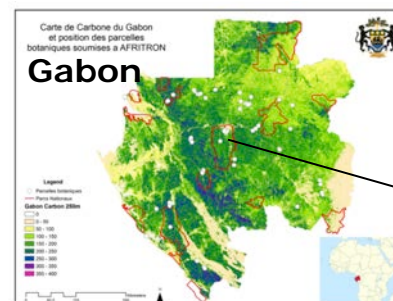 Carte de Carbone du Gabon
et position des parcelles
botaniques soumises a AFRITRON
Gabon
Legend
Parcelles botaniques
Parcs Nationaux
Gabon Carbon 250m
0
0 - 50
50 - 100
100 - 150
150 - 200
200 - 250
250 - 300
300 - 350
350 - 400